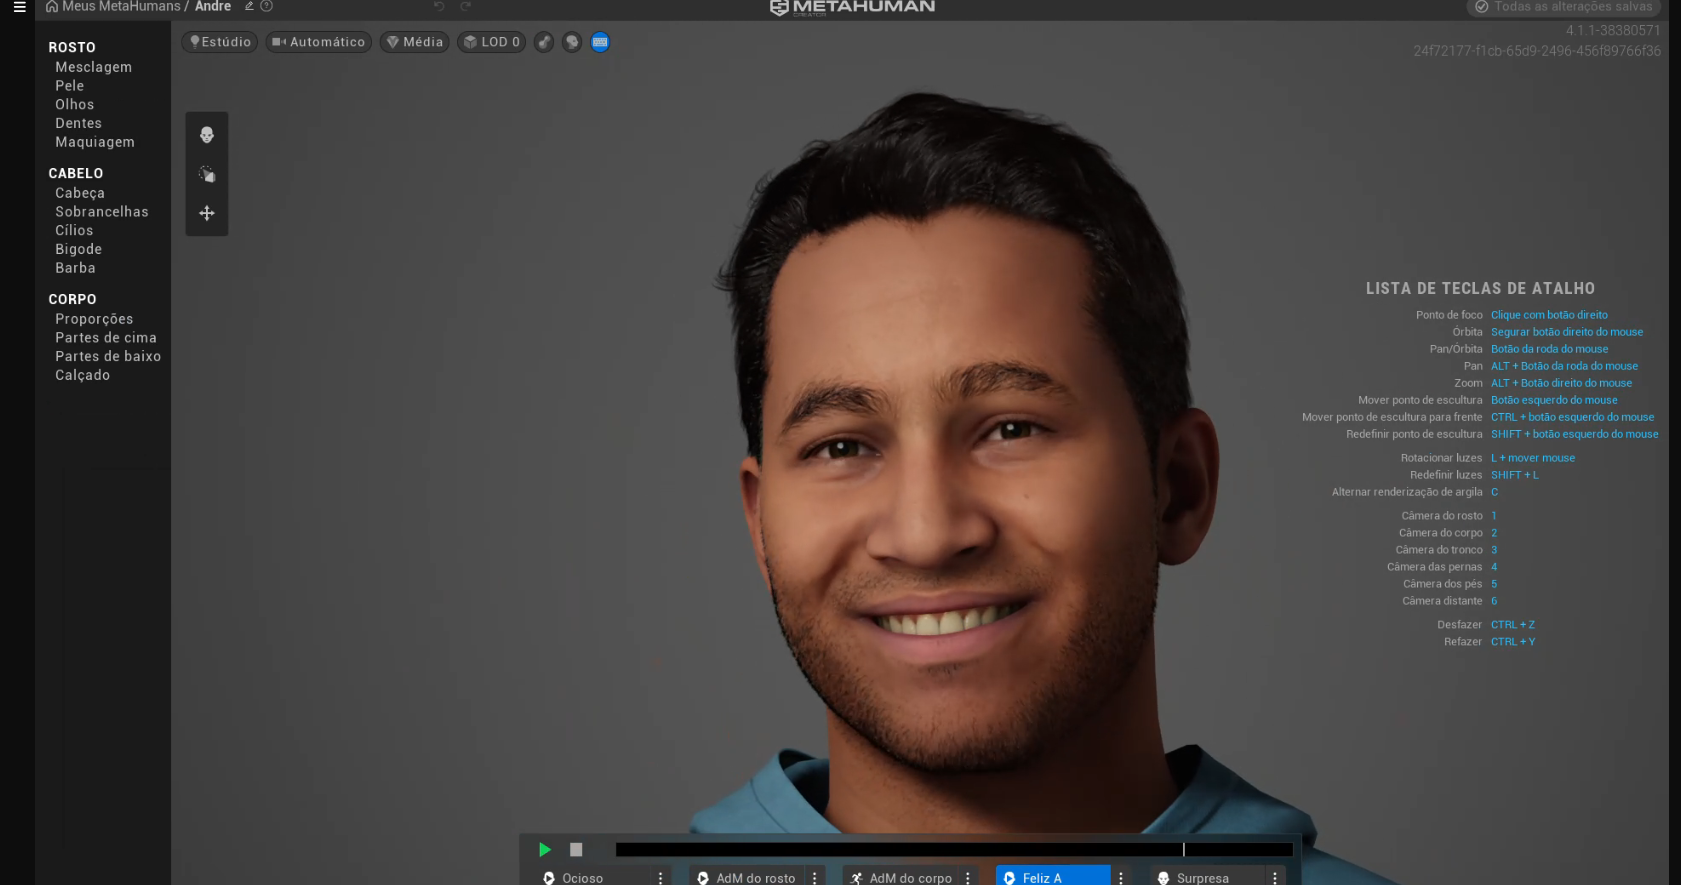 Meus MetaHumans / Andre
METAHUMAN
CREATOR
Todas as alterações salvas
Estúdio
Automático
Média
LOD 0
4.1.1-38380571
24f72177-f1cb-65d9-2496-456f89766f36
ROSTO
Mesclagem
Pele
Olhos
Dentes
Maquiagem
CABELO
Cabeça
Sobrancelhas
Cílios
Bigode
Barba
CORPO
Proporções
Partes de cima
Partes de baixo
Calçado
LISTA DE TECLAS DE ATALHO
Ponto de foco Clique com botão direito
Órbita Segurar botão direito do mouse
Pan/Órbita Botão da roda do mouse
Pan ALT + Botão da roda do mouse
Zoom ALT + Botão direito do mouse
Mover ponto de escultura Botão esquerdo do mouse
Mover ponto de escultura para frente CTRL + botão esquerdo do mouse
Redefinir ponto de escultura SHIFT + botão esquerdo do mouse
Rotacionar luzes L + mover mouse
Redefinir luzes SHIFT + L
Alternar renderização de argila C
Câmera do rosto 1
Câmera do corpo 2
Câmera do tronco 3
Câmera das pernas 4
Câmera dos pés 5
Câmera distante 6
Desfazer CTRL + Z
Refazer CTRL + Y
Ocioso
AdM do rosto
AdM do corpo
Feliz A
Surpresa